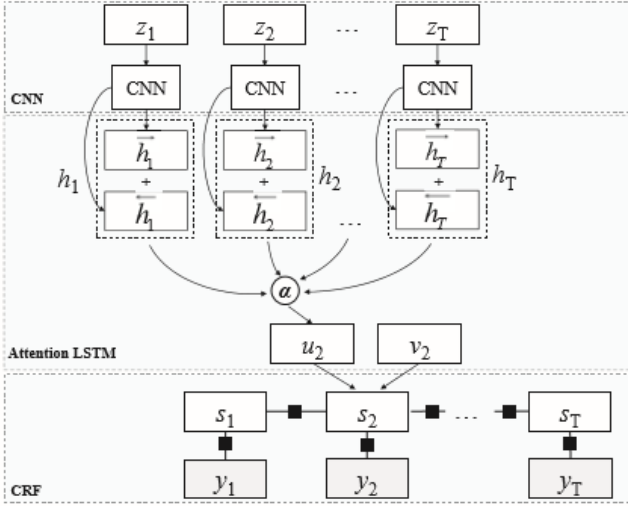 z1 z2 ... zT
CNN CNN ... CNN
CNN
h1 → h2 → hT →
h1 + + h2 + hT
h1 ← h2 ← hT ←
...
α
u2 v2
Attention LSTM
s1 s2 ... sT
y1 y2 yT
CRF